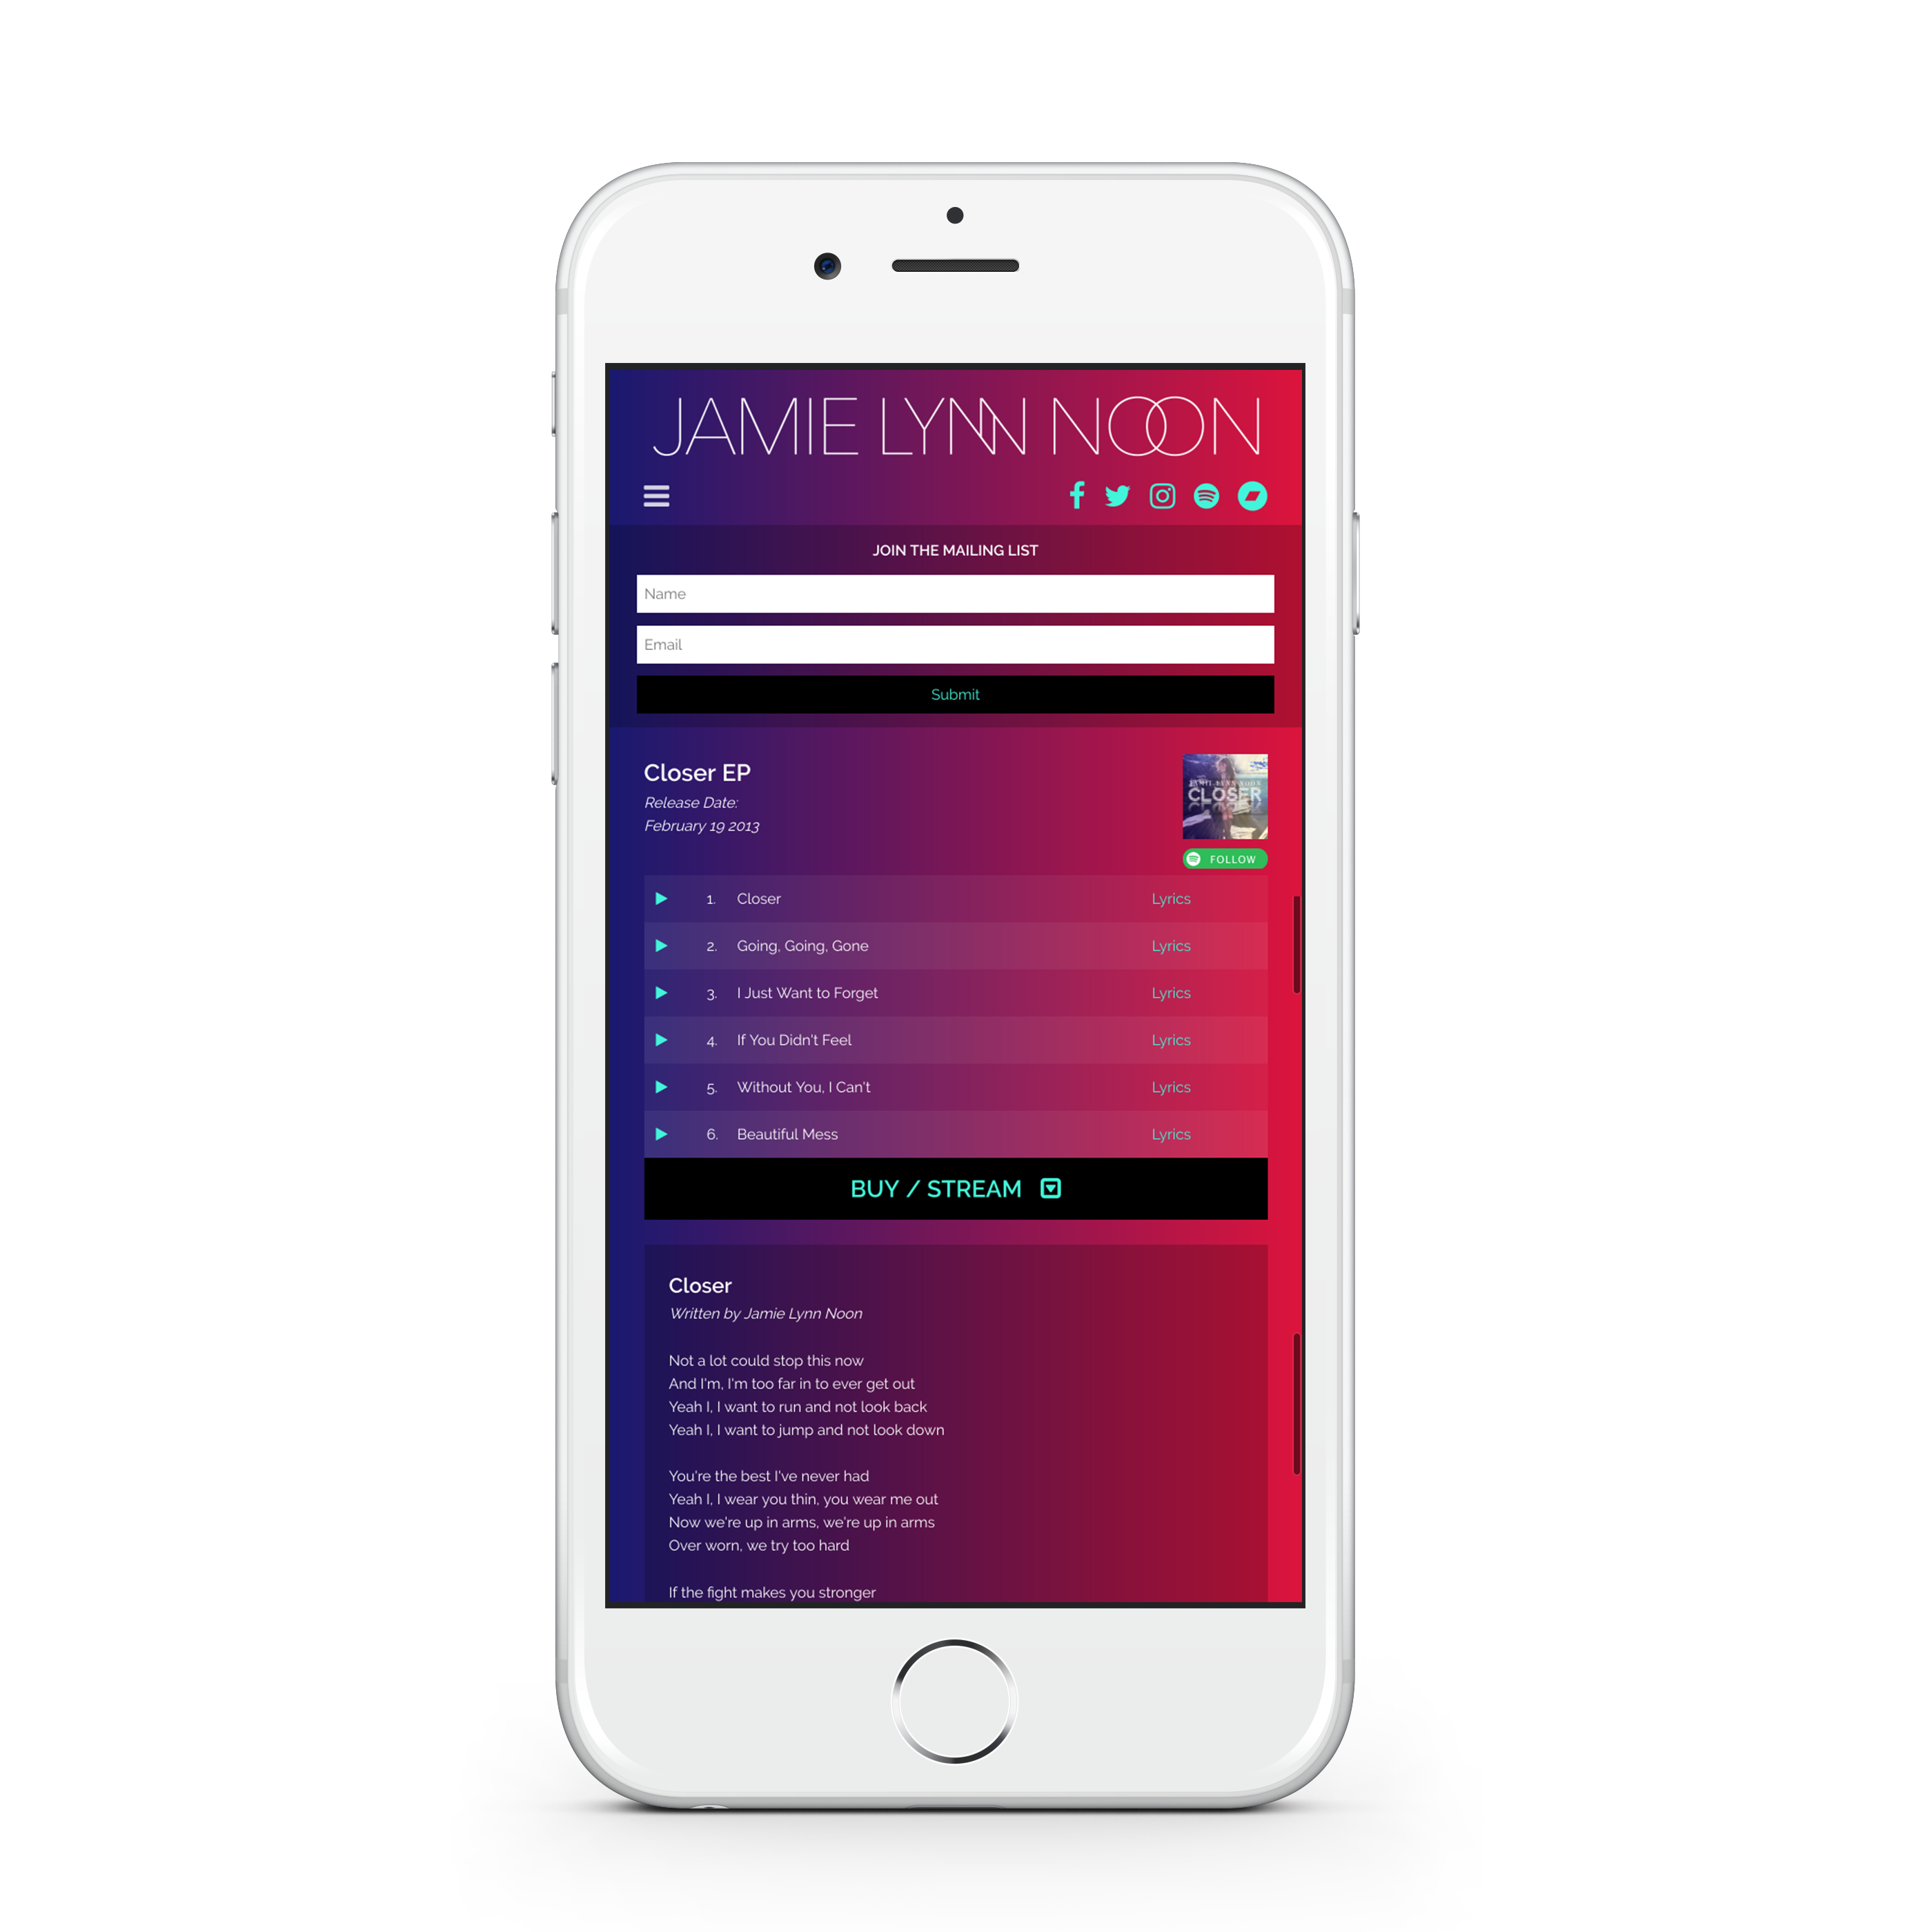 JAMIE LYNN NOON
JOIN THE MAILING LIST
Name
Email
Submit
Closer EP
Release Date:
February 19 2013
JAMIE LYNN NOON
CLOSER
FOLLOW
1. Closer Lyrics
2. Going, Going, Gone Lyrics
3. I Just Want to Forget Lyrics
4. If You Didn't Feel Lyrics
5. Without You, I Can't Lyrics
6. Beautiful Mess Lyrics
BUY / STREAM
Closer
Written by Jamie Lynn Noon
Not a lot could stop this now
And I'm, I'm too far in to ever get out
Yeah I, I want to run and not look back
Yeah I, I want to jump and not look down
You're the best I've never had
Yeah I, I wear you thin, you wear me out
Now we're up in arms, we're up in arms
Over worn, we try too hard
If the fight makes you stronger